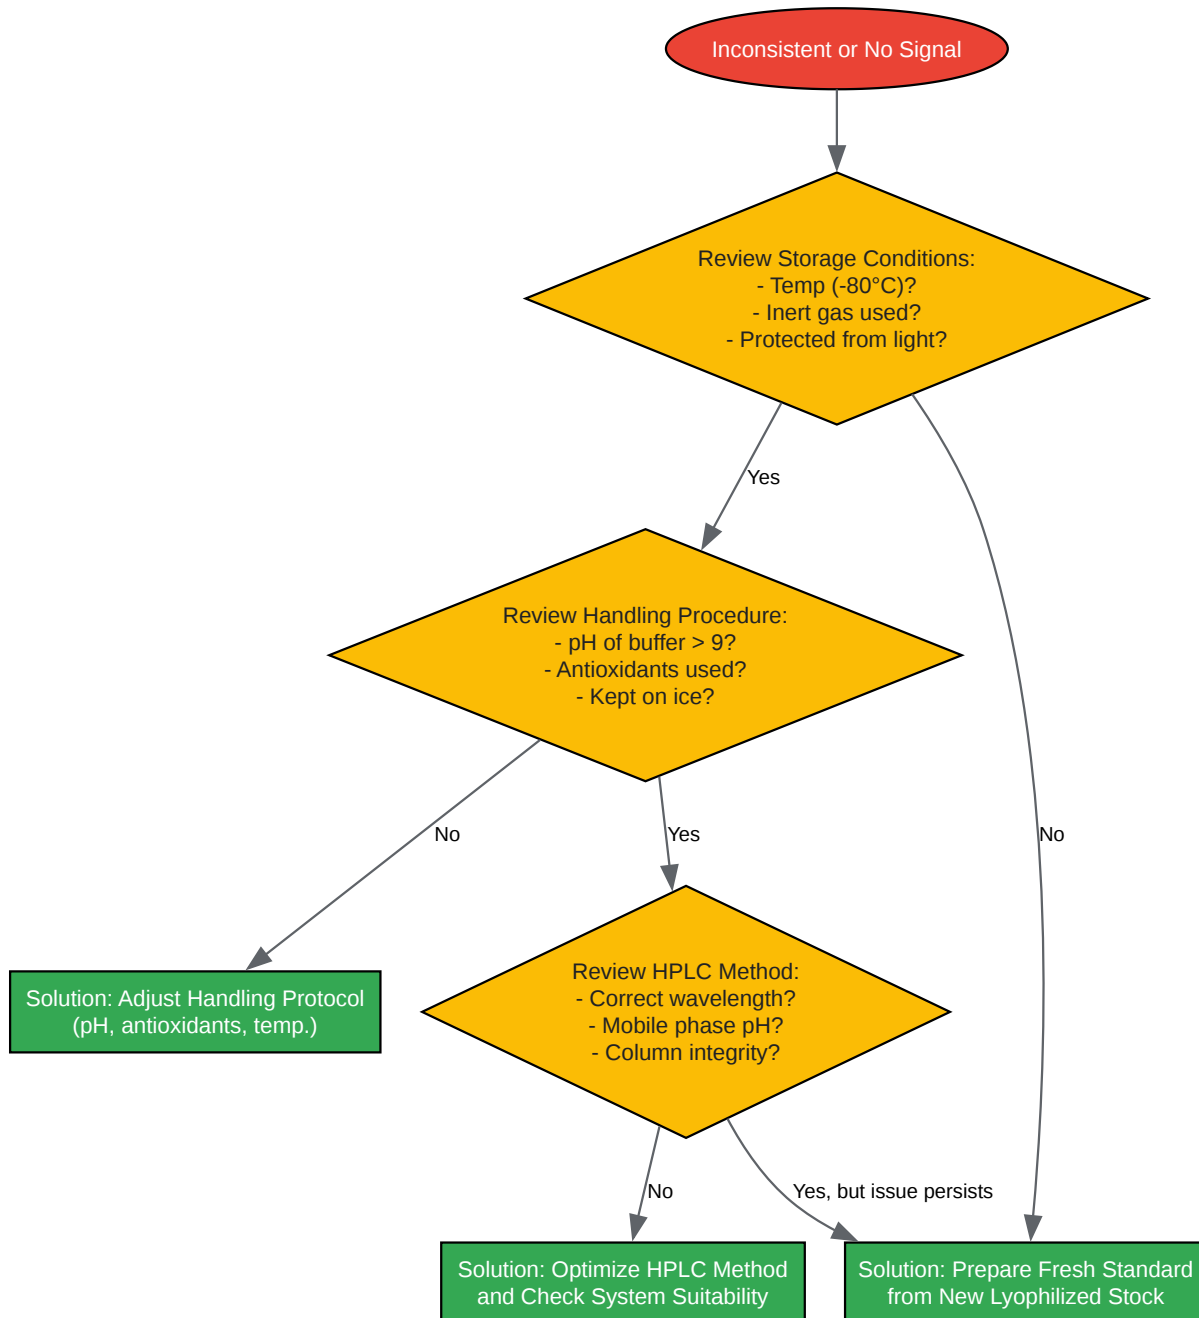 Inconsistent or No Signal
Review Storage Conditions:
- Temp (-80°C)?
- Inert gas used?
- Protected from light?
Yes
Review Handling Procedure:
- pH of buffer > 9?
- Antioxidants used?
- Kept on ice?
No
Yes
No
Review HPLC Method:
- Correct wavelength?
- Mobile phase pH?
- Column integrity?
Solution: Adjust Handling Protocol
(pH, antioxidants, temp.)
No
Yes, but issue persists
Solution: Optimize HPLC Method
and Check System Suitability
Solution: Prepare Fresh Standard
from New Lyophilized Stock